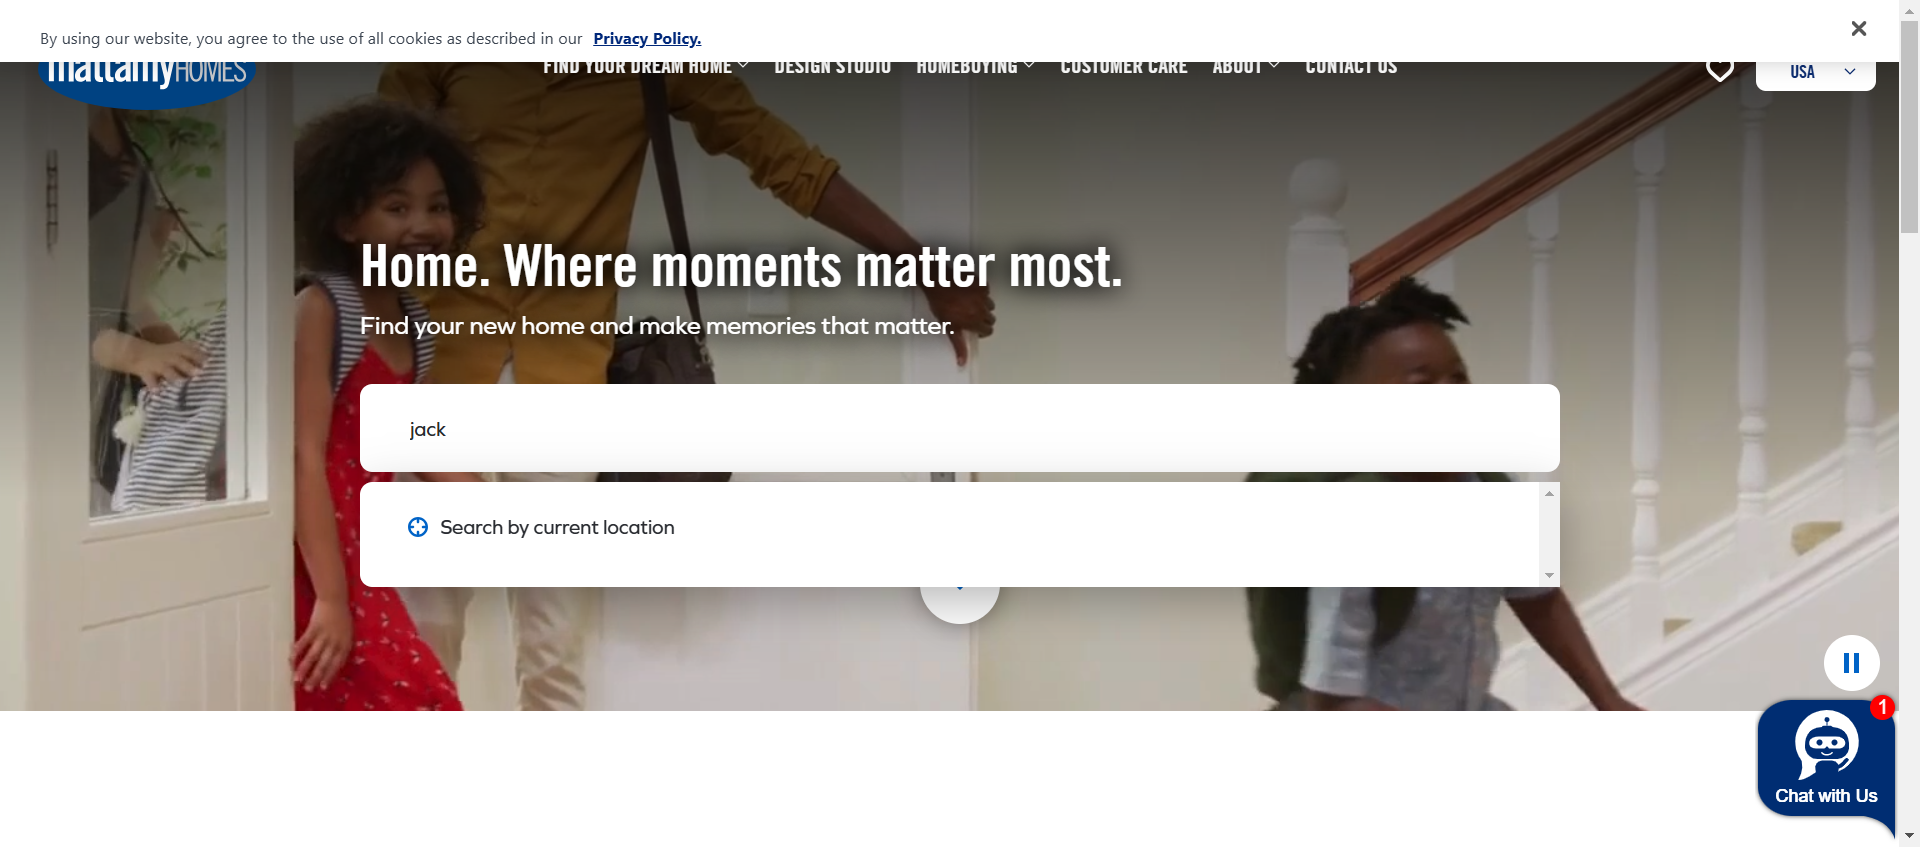 By using our website, you agree to the use of all cookies as described in our Privacy Policy.
mattamyHOMES
FIND YOUR DREAM HOME
DESIGN STUDIO
HOMEBUYING
CUSTOMER CARE
ABOUT
CONTACT US
USA
Home. Where moments matter most.
Find your new home and make memories that matter.
jack
Search by current location
1
Chat with Us